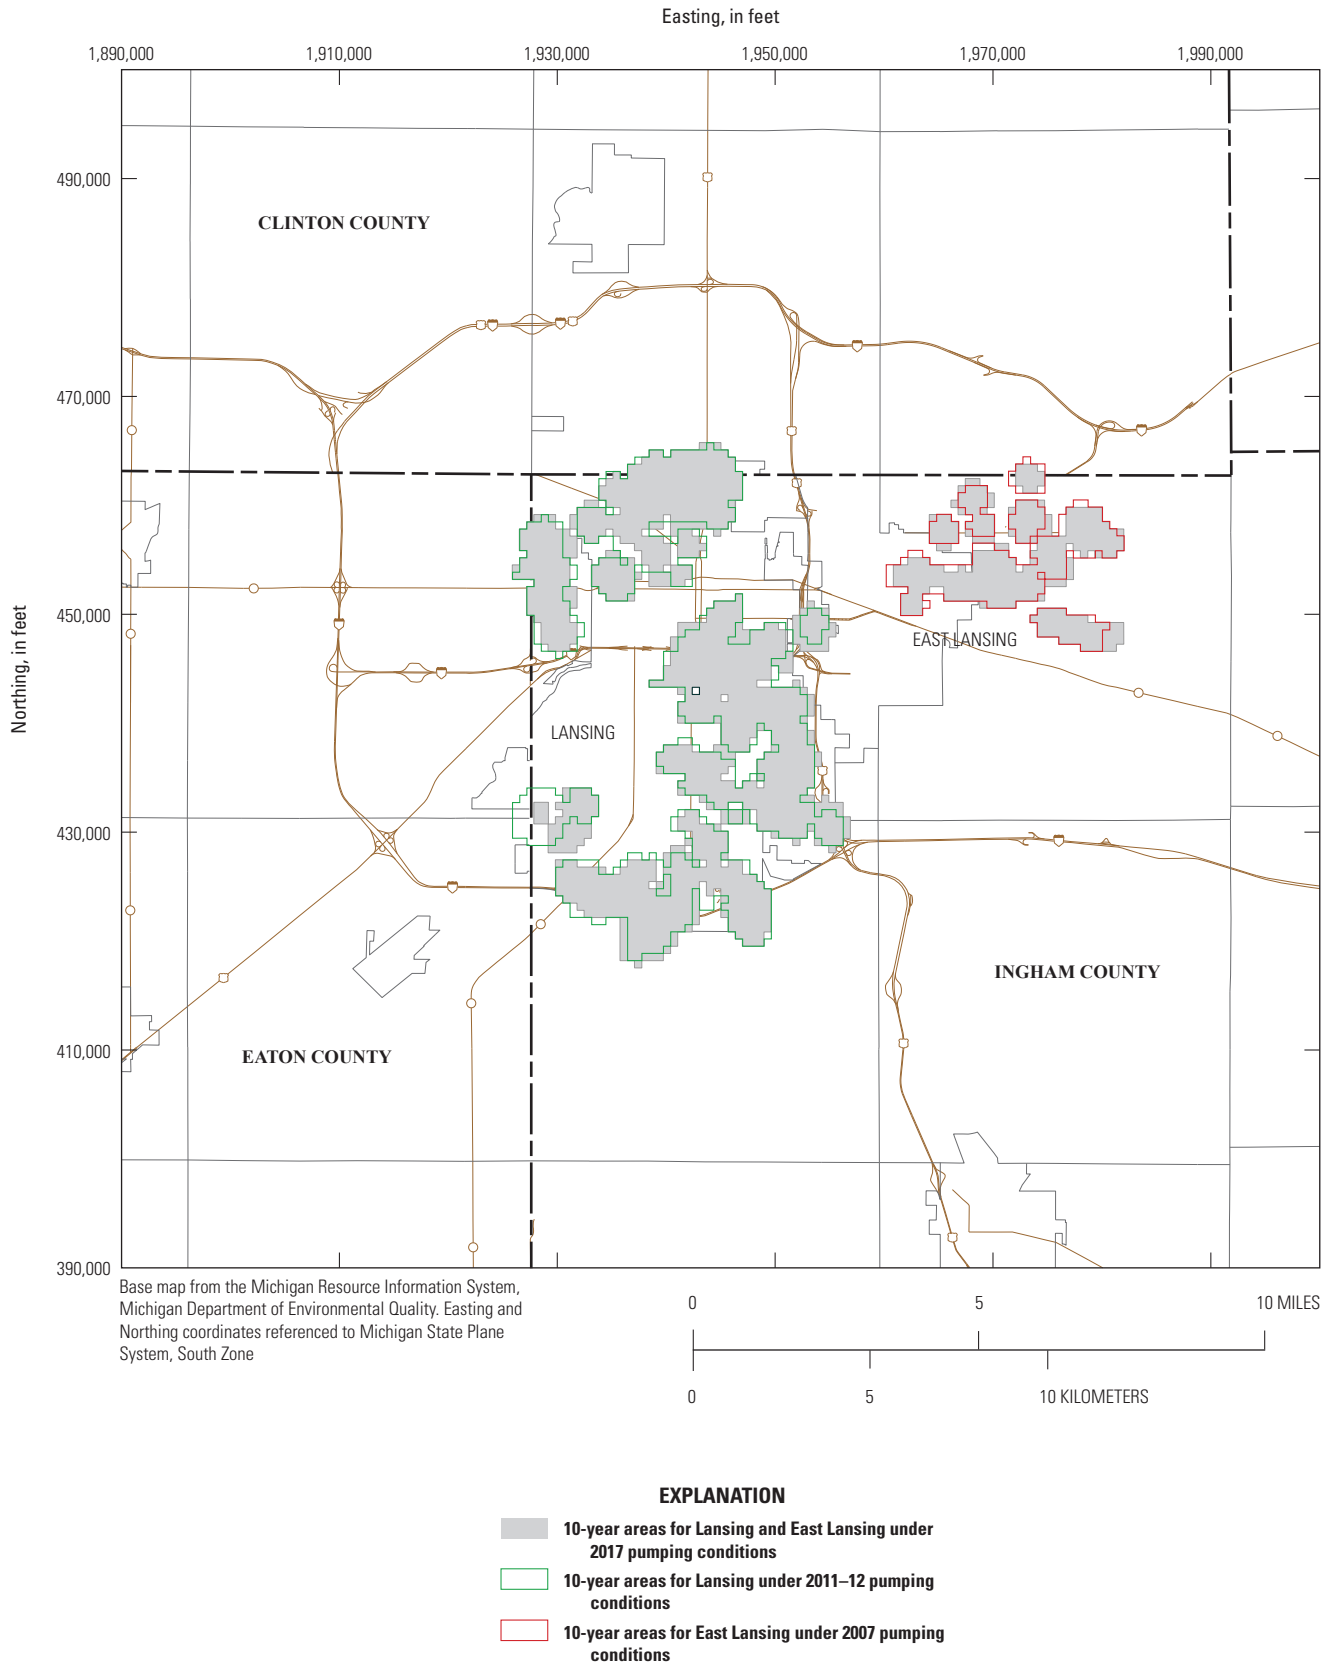 Easting, in feet
1,890,000 1,910,000 1,930,000 1,950,000 1,970,000 1,990,000
Northing, in feet
490,000
470,000
450,000
430,000
410,000
390,000
CLINTON COUNTY
EAST LANSING
LANSING
INGHAM COUNTY
EATON COUNTY
Base map from the Michigan Resource Information System,
Michigan Department of Environmental Quality. Easting and
Northing coordinates referenced to Michigan State Plane
System, South Zone
0 5 10 MILES
0 5 10 KILOMETERS
EXPLANATION
10-year areas for Lansing and East Lansing under
2017 pumping conditions
10-year areas for Lansing under 2011–12 pumping
conditions
10-year areas for East Lansing under 2007 pumping
conditions